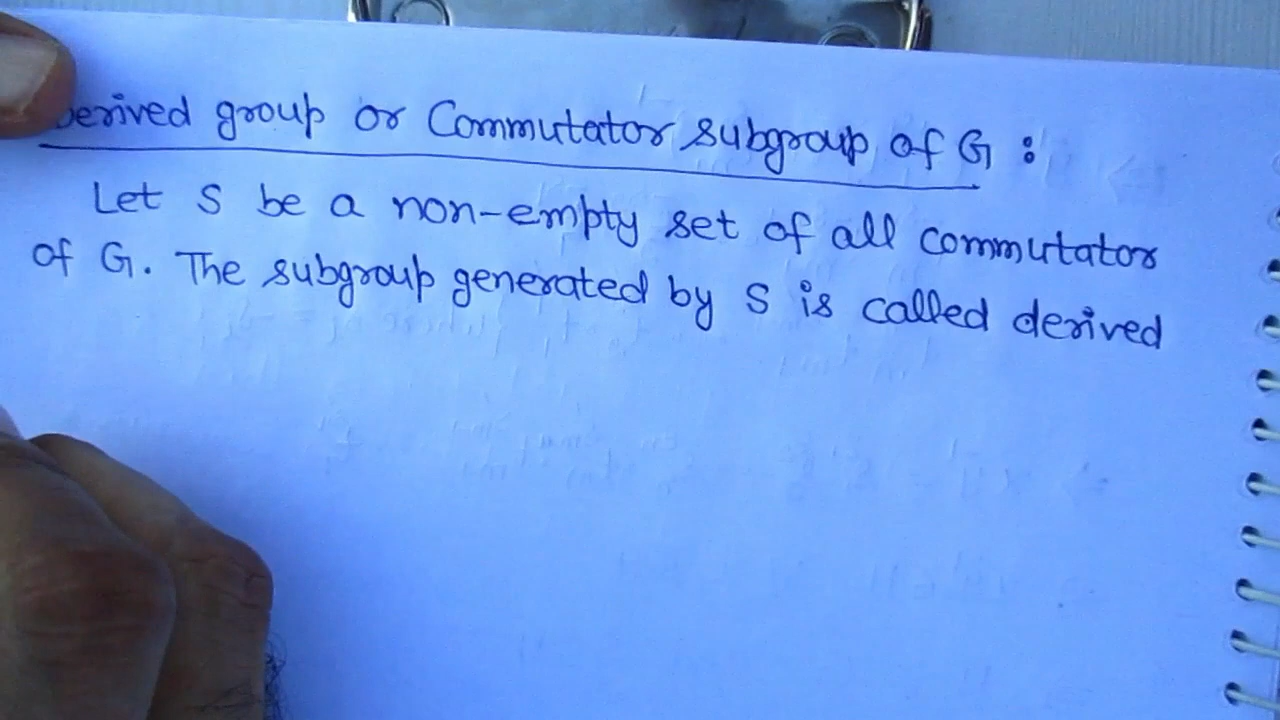 Derived group or Commutator subgroup of G :
Let S be a non-empty set of all commutator
of G. The subgroup generated by S is called derived